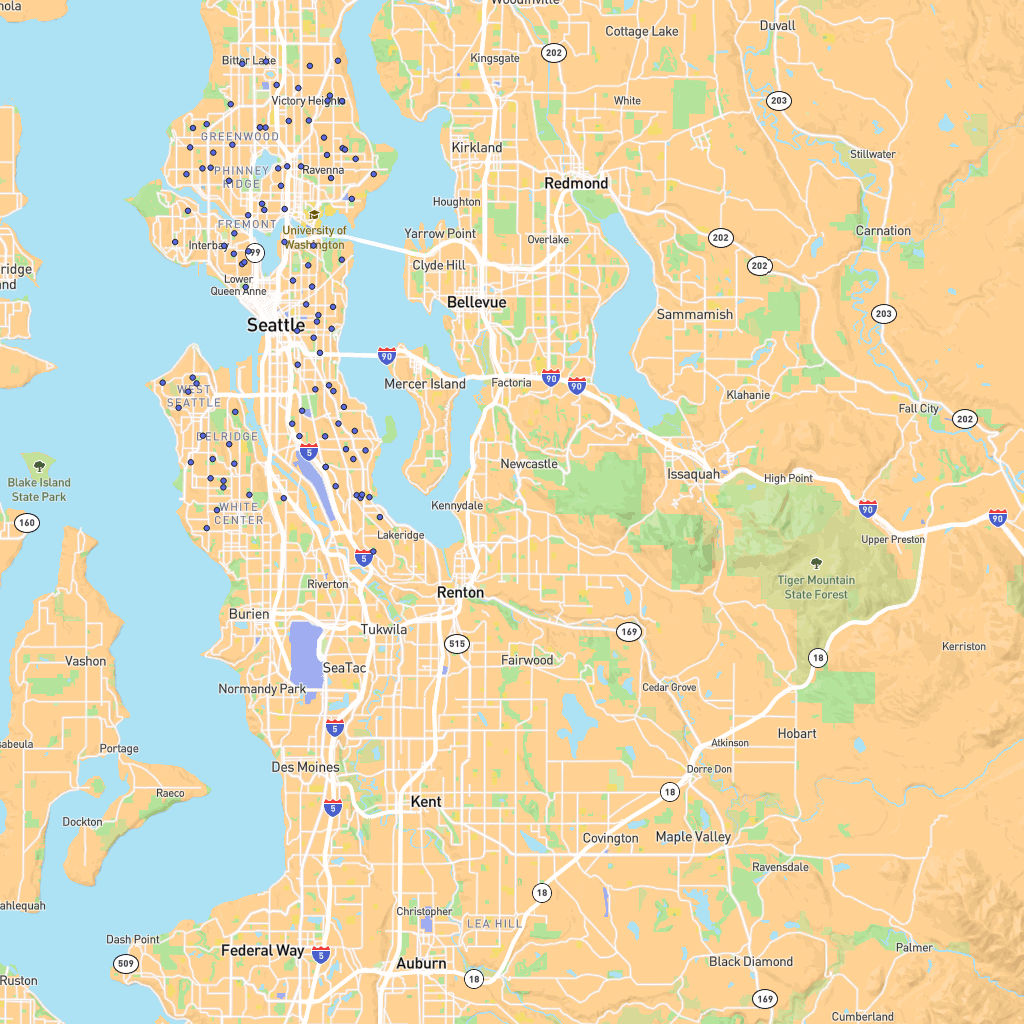 Woodinville
Duvall
Cottage Lake
202
Kingsgate
Bitter Lake
203
White
Victory Heights
GREENWOOD
Kirkland
Stillwater
PHINNEY
RIDGE
Ravenna
Redmond
Houghton
FREMONT
University of
Washington
Yarrow Point
Overlake
202
Carnation
Interbay
99
Clyde Hill
202
Lower
Queen Anne
Bellevue
203
Sammamish
Seattle
90
Mercer Island
Factoria
90
90
WEST
SEATTLE
Klahanie
Fall City
202
DELRIDGE
5
Newcastle
Issaquah
High Point
Blake Island
State Park
160
WHITE
CENTER
Kennydale
90
90
Lakeridge
Upper Preston
5
Tiger Mountain
State Forest
Riverton
Renton
Burien
Tukwila
515
169
Vashon
SeaTac
Fairwood
18
Kerriston
Normandy Park
Cedar Grove
5
Hobart
Portage
Atkinson
Des Moines
Dorre Don
Raeco
5
Kent
18
Dockton
Covington
Maple Valley
Ravensdale
18
Christopher
LEA HILL
Dash Point
Federal Way
5
Palmer
509
Auburn
18
Black Diamond
Ruston
169
Cumberland